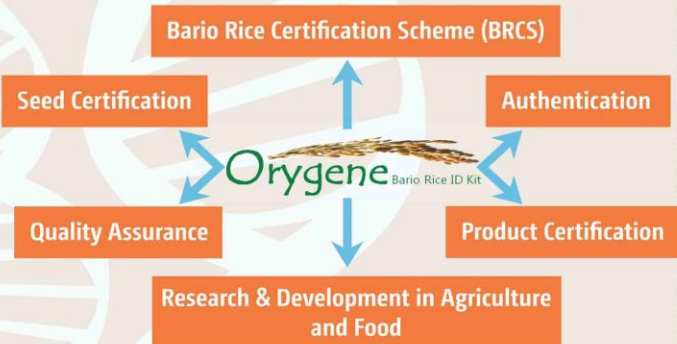 Bario Rice Certification Scheme (BRCS)
Seed Certification
Authentication
Orygene Bario Rice ID Kit
Quality Assurance
Product Certification
Research & Development in Agriculture
and Food